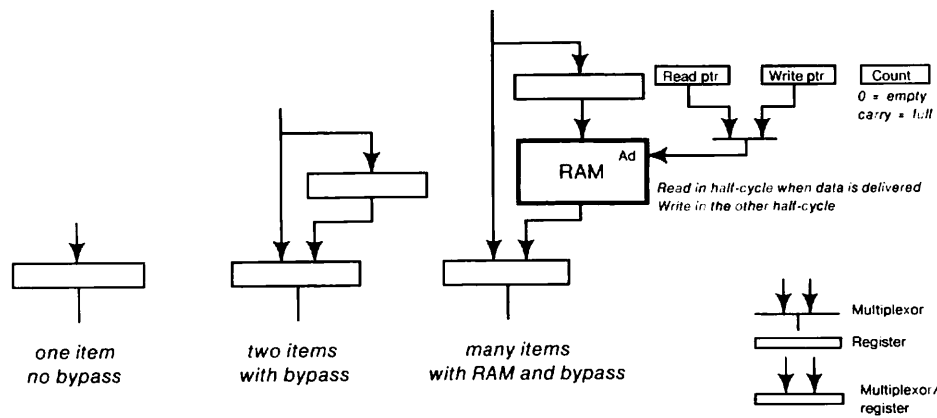 Read ptr
Write ptr
Count
0 = empty
carry = full
Ad
RAM
Read in half-cycle when data is delivered
Write in the other half-cycle
one item
no bypass
two items
with bypass
many items
with RAM and bypass
Multiplexor
Register
Multiplexor/
register